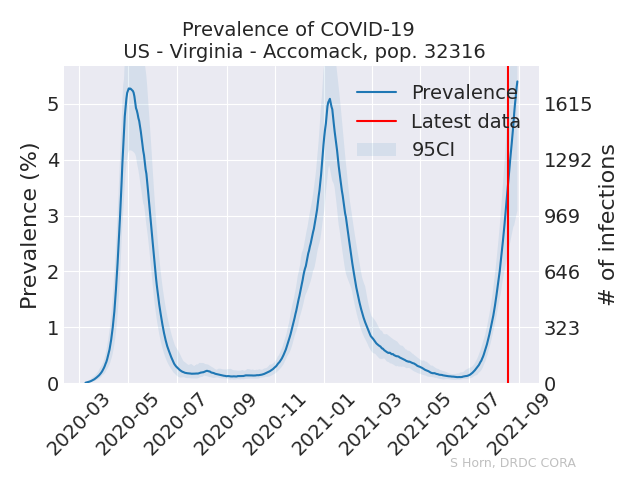 Prevalence of COVID-19
US - Virginia - Accomack, pop. 32316
Prevalence (%)
5
4
3
2
1
0
Prevalence
Latest data
95CI
1615
1292
969
646
323
0
# of infections
2020-03
2020-05
2020-07
2020-09
2020-11
2021-01
2021-03
2021-05
2021-07
2021-09
S Horn, DRDC CORA